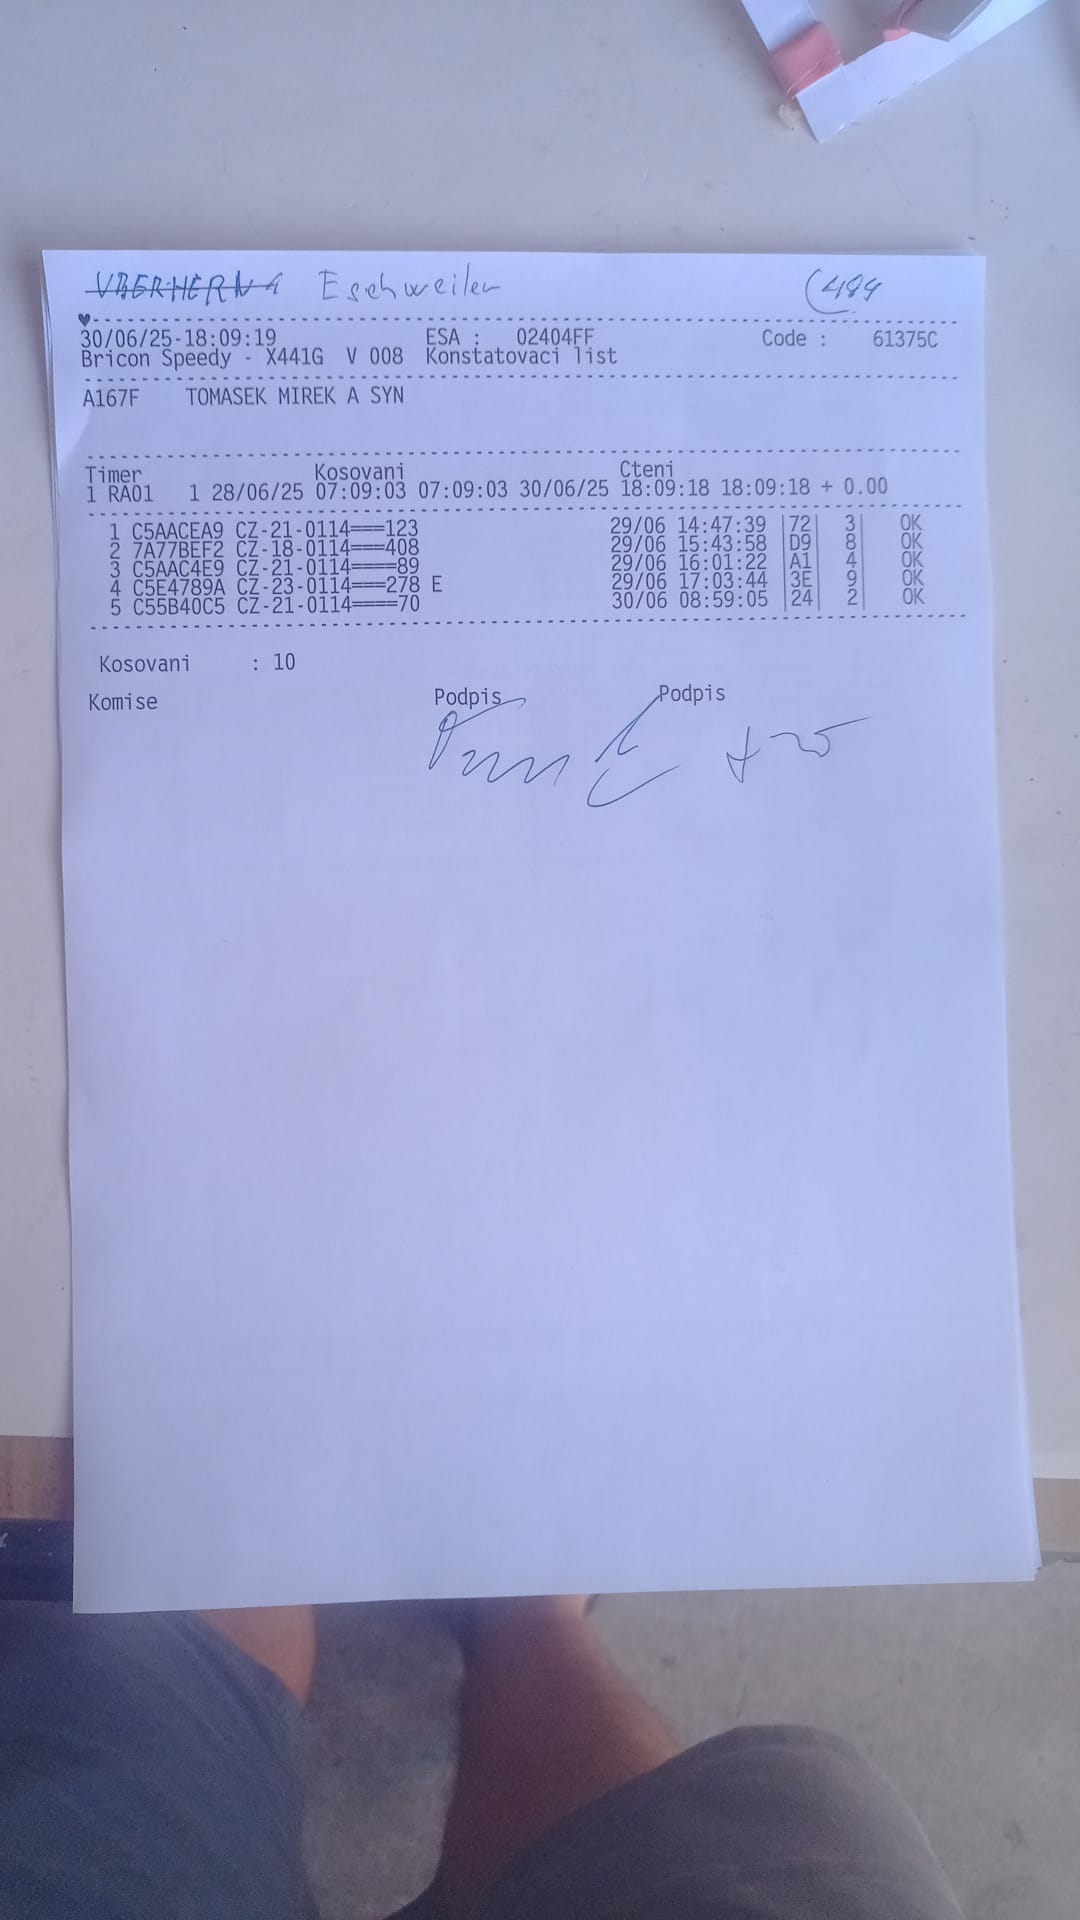 UBERHERN 1 Eschweiler (484
30/06/25-18:09:19 ESA : 02404FF Code : 61375C
Bricon Speedy - X441G V 008 Konstatovaci list
A167F TOMASEK MIREK A SYN
Timer Kosovani Cteni
1 RA01 1 28/06/25 07:09:03 07:09:03 30/06/25 18:09:18 18:09:18 + 0.00
1 C5AACEA9 CZ-21-0114===123 29/06 14:47:39 |72| 3| OK
2 7A77BEF2 CZ-18-0114===408 29/06 15:43:58 |D9| 8| OK
3 C5AAC4E9 CZ-21-0114====89 29/06 16:01:22 |A1| 4| OK
4 C5E4789A CZ-23-0114===278 E 29/06 17:03:44 |3E| 9| OK
5 C55B40C5 CZ-21-0114====70 30/06 08:59:05 |24| 2| OK
Kosovani : 10
Komise Podpis Podpis